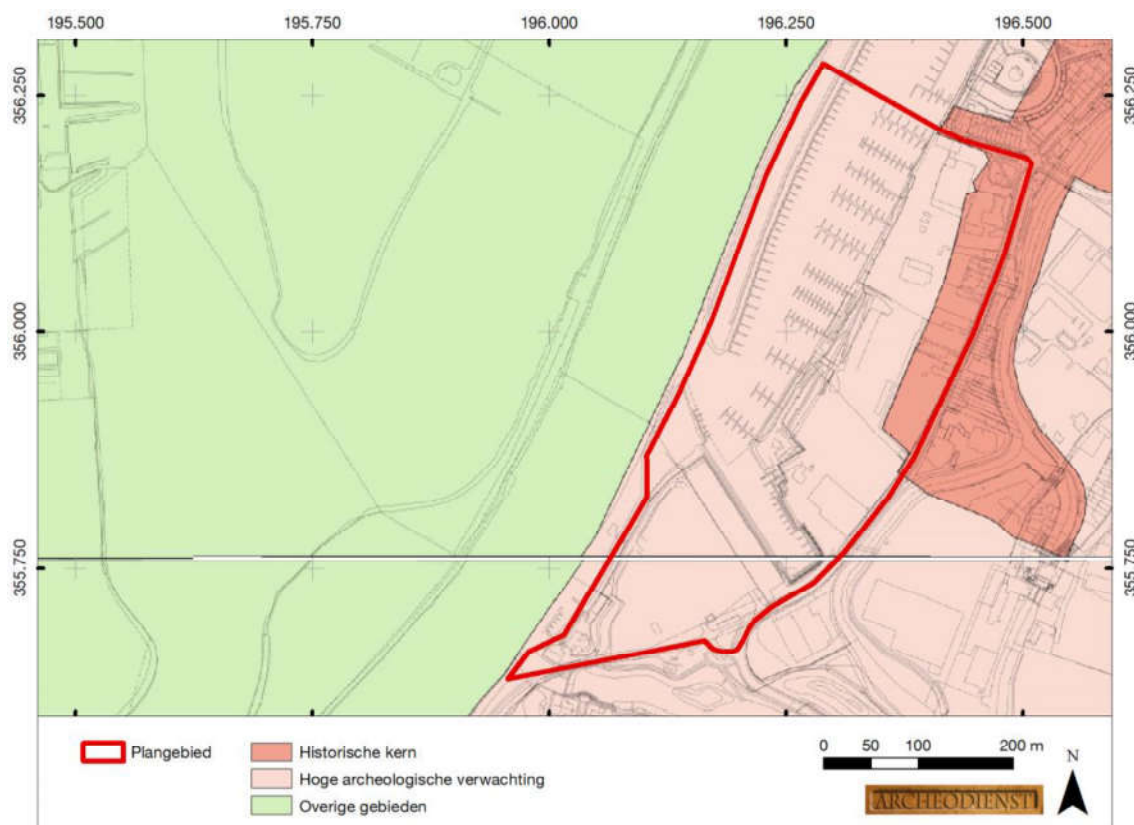 195.500 195.750 196.000 196.250 196.500
356.250 356.250
356.000 356.000
355.750 355.750
Plangebied
Historische kern
Hoge archeologische verwachting
Overige gebieden
0 50 100 200 m
N
ARCHEODIENST